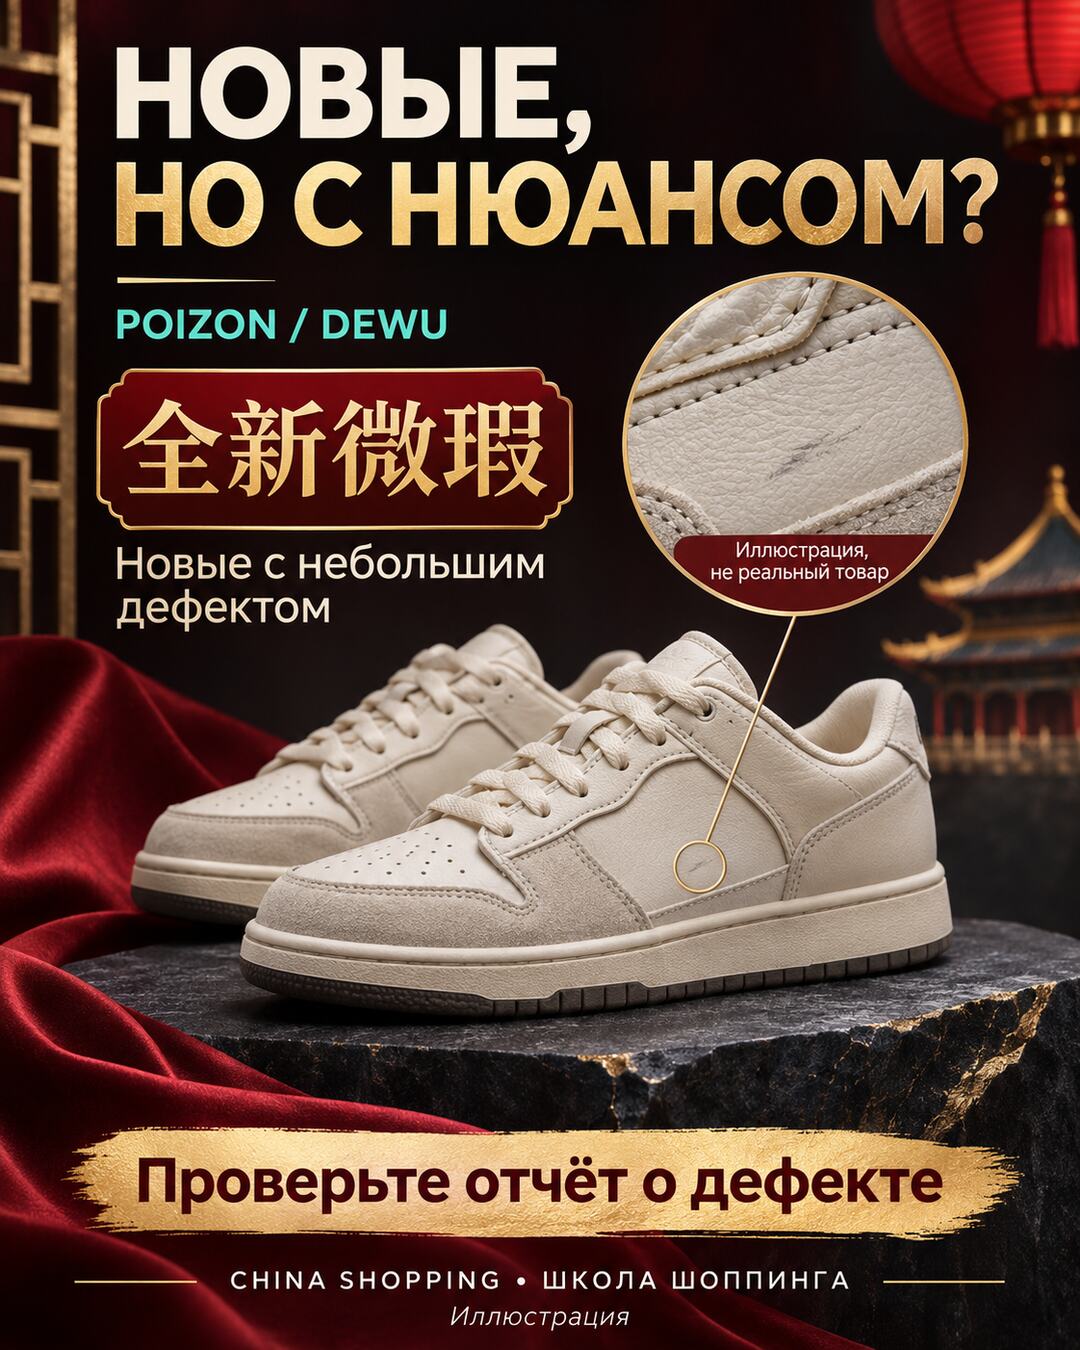 НОВЫЕ,
НО С НЮАНСОМ?
POIZON / DEWU
全新微瑕
Новые с небольшим
дефектом
Иллюстрация,
не реальный товар
Проверьте отчёт о дефекте
CHINA SHOPPING • ШКОЛА ШОППИНГА
Иллюстрация